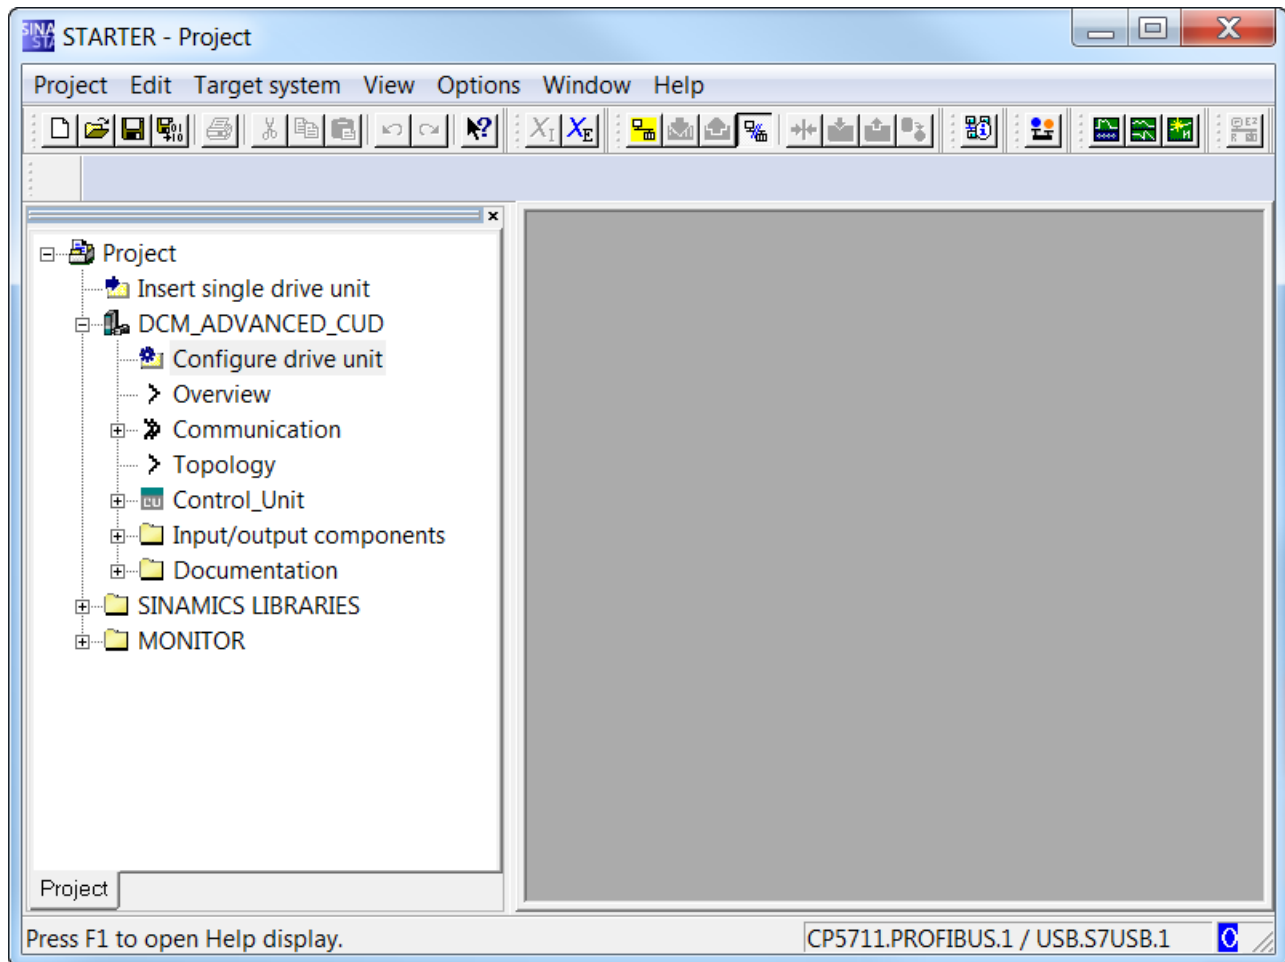 STARTER - Project
Project Edit Target system View Options Window Help
Project
Insert single drive unit
DCM_ADVANCED_CUD
Configure drive unit
Overview
Communication
Topology
Control_Unit
Input/output components
Documentation
SINAMICS LIBRARIES
MONITOR
Project
Press F1 to open Help display. CP5711.PROFIBUS.1 / USB.S7USB.1